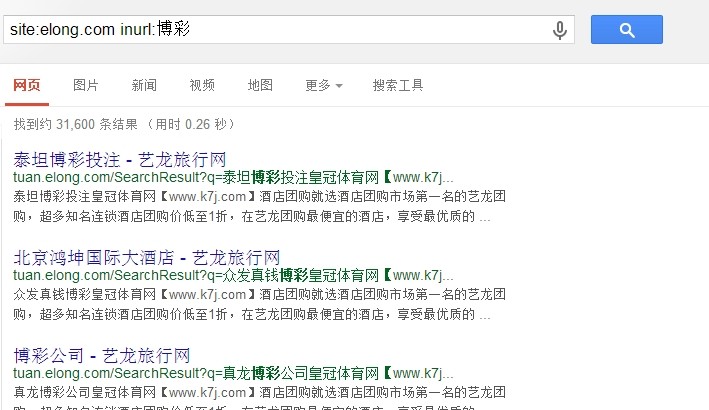 site:elong.com inurl:博彩
网页 图片 新闻 视频 地图 更多 搜索工具
找到约 31,600 条结果 （用时 0.26 秒）
泰坦博彩投注 - 艺龙旅行网
tuan.elong.com/SearchResult?q=泰坦博彩投注皇冠体育网【www.k7j...
泰坦博彩投注皇冠体育网【www.k7j.com】酒店团购就选酒店团购市场第一名的艺龙团
购，超多知名连锁酒店团购价低至1折，在艺龙团购最便宜的酒店，享受最优质的 ...
北京鸿坤国际大酒店 - 艺龙旅行网
tuan.elong.com/SearchResult?q=众发真钱博彩皇冠体育网【www.k7j...
众发真钱博彩皇冠体育网【www.k7j.com】酒店团购就选酒店团购市场第一名的艺龙团
购，超多知名连锁酒店团购价低至1折，在艺龙团购最便宜的酒店，享受最优质的 ...
博彩公司 - 艺龙旅行网
tuan.elong.com/SearchResult?q=真龙博彩公司皇冠体育网【www.k7j...
真龙博彩公司皇冠体育网【www.k7j.com】酒店团购就选酒店团购市场第一名的艺龙团